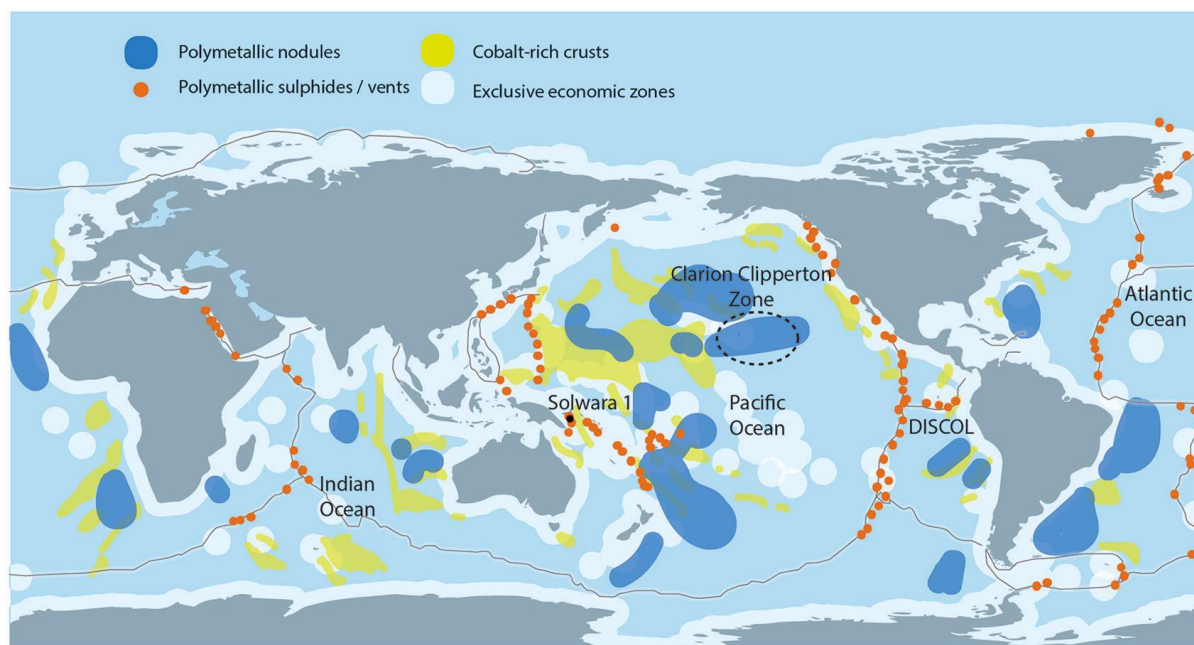 Polymetallic nodules
Cobalt-rich crusts
Polymetallic sulphides / vents
Exclusive economic zones
Clarion Clipperton
Zone
Atlantic
Ocean
Solwara 1
Pacific
Ocean
DISCOL
Indian
Ocean